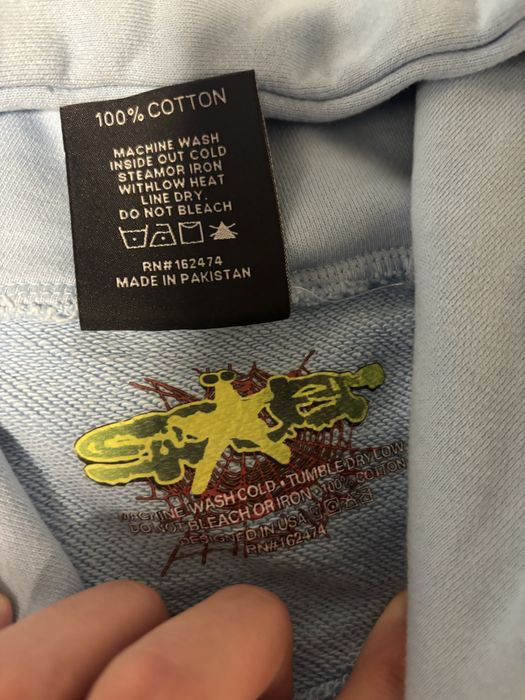 100% COTTON
MACHINE WASH
INSIDE OUT COLD
STEAMOR IRON
WITHLOW HEAT
LINE DRY.
DO NOT BLEACH
RN#162474
MADE IN PAKISTAN
MACHINE WASH COLD • TUMBLE DRY LOW
DO NOT BLEACH OR IRON • 100% COTTON
DESIGNED IN USA
RN#162474